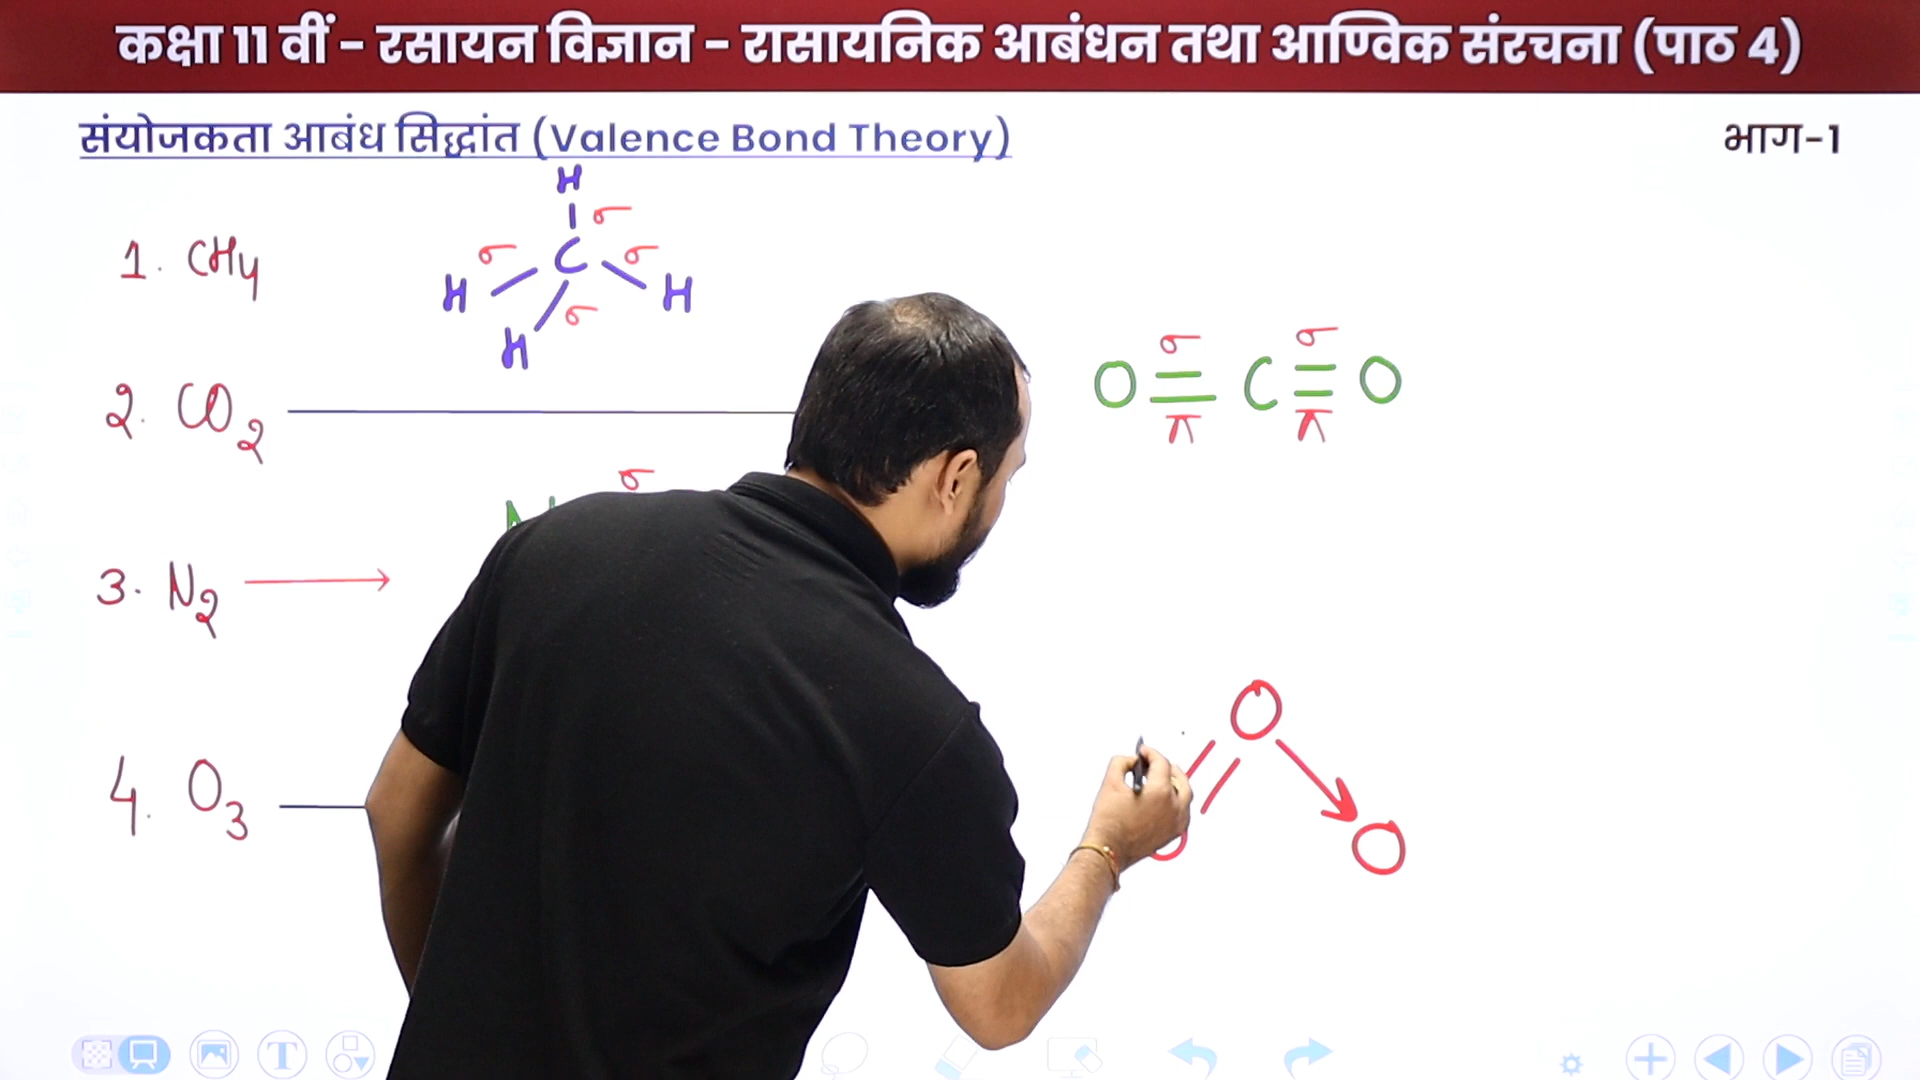 कक्षा 11 वीं - रसायन विज्ञान - रासायनिक आबंधन तथा आण्विक संरचना (पाठ 4)
संयोजकता आबंध सिद्धांत (Valence Bond Theory)
भाग-1
H
σ
1. CH4
σ C σ
H H
σ
H
2. CO2
σ σ
O = C = O
π π
σ
3. N2
O
4. O3
O
T